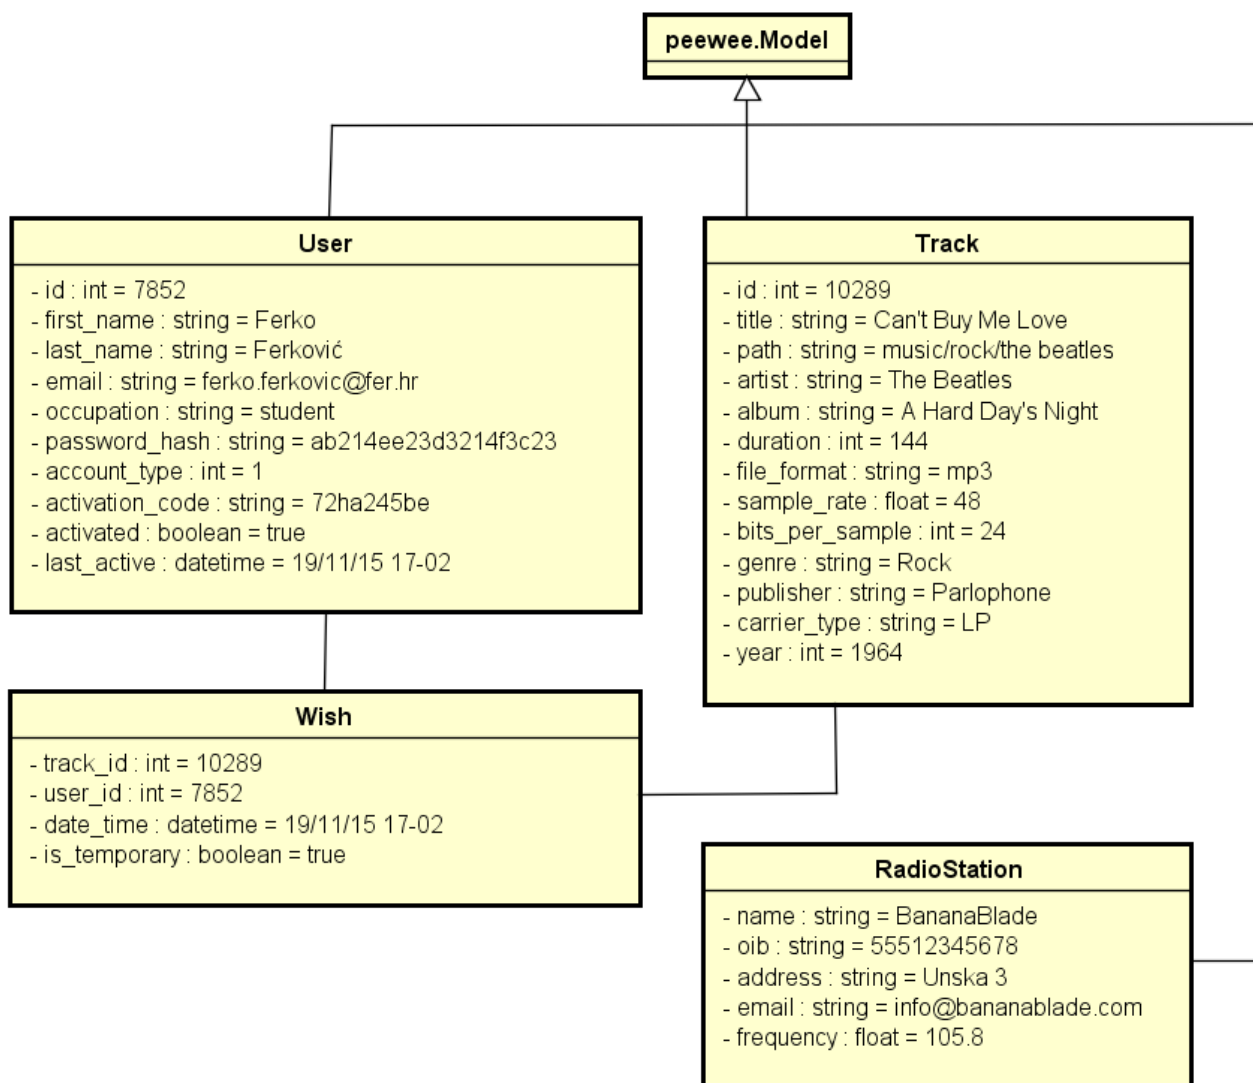 peewee.Model
User
- id : int = 7852
- first_name : string = Ferko
- last_name : string = Ferković
- email : string = ferko.ferkovic@fer.hr
- occupation : string = student
- password_hash : string = ab214ee23d3214f3c23
- account_type : int = 1
- activation_code : string = 72ha245be
- activated : boolean = true
- last_active : datetime = 19/11/15 17-02
Track
- id : int = 10289
- title : string = Can't Buy Me Love
- path : string = music/rock/the beatles
- artist : string = The Beatles
- album : string = A Hard Day's Night
- duration : int = 144
- file_format : string = mp3
- sample_rate : float = 48
- bits_per_sample : int = 24
- genre : string = Rock
- publisher : string = Parlophone
- carrier_type : string = LP
- year : int = 1964
Wish
- track_id : int = 10289
- user_id : int = 7852
- date_time : datetime = 19/11/15 17-02
- is_temporary : boolean = true
RadioStation
- name : string = BananaBlade
- oib : string = 55512345678
- address : string = Unska 3
- email : string = info@bananablade.com
- frequency : float = 105.8